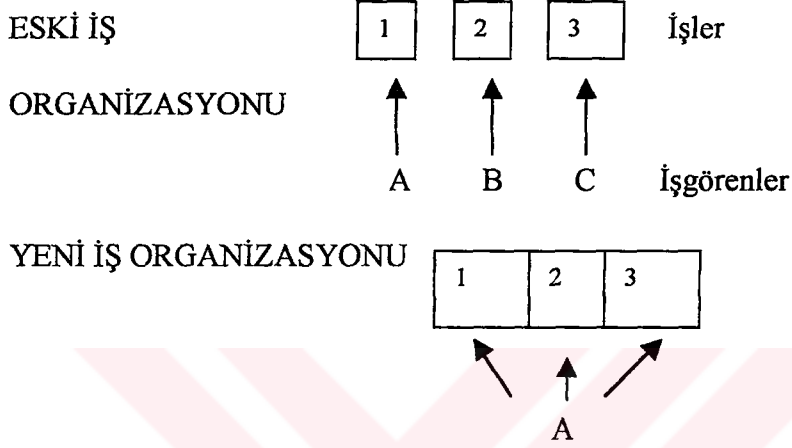 ESKİ İŞ 1 2 3 İşler
ORGANİZASYONU
A B C İşgörenler
YENİ İŞ ORGANİZASYONU
1 2 3
A